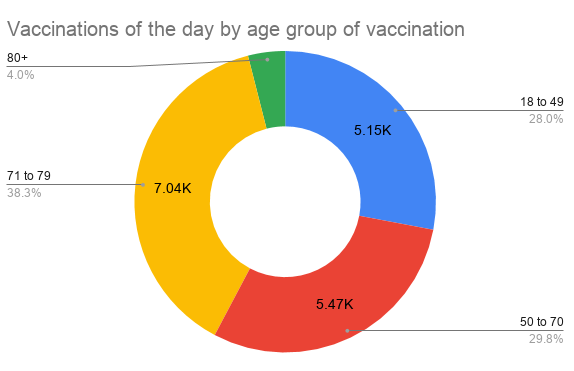 Vaccinations of the day by age group of vaccination
80+
4.0%
18 to 49
28.0%
5.15K
71 to 79
38.3%
7.04K
5.47K
50 to 70
29.8%